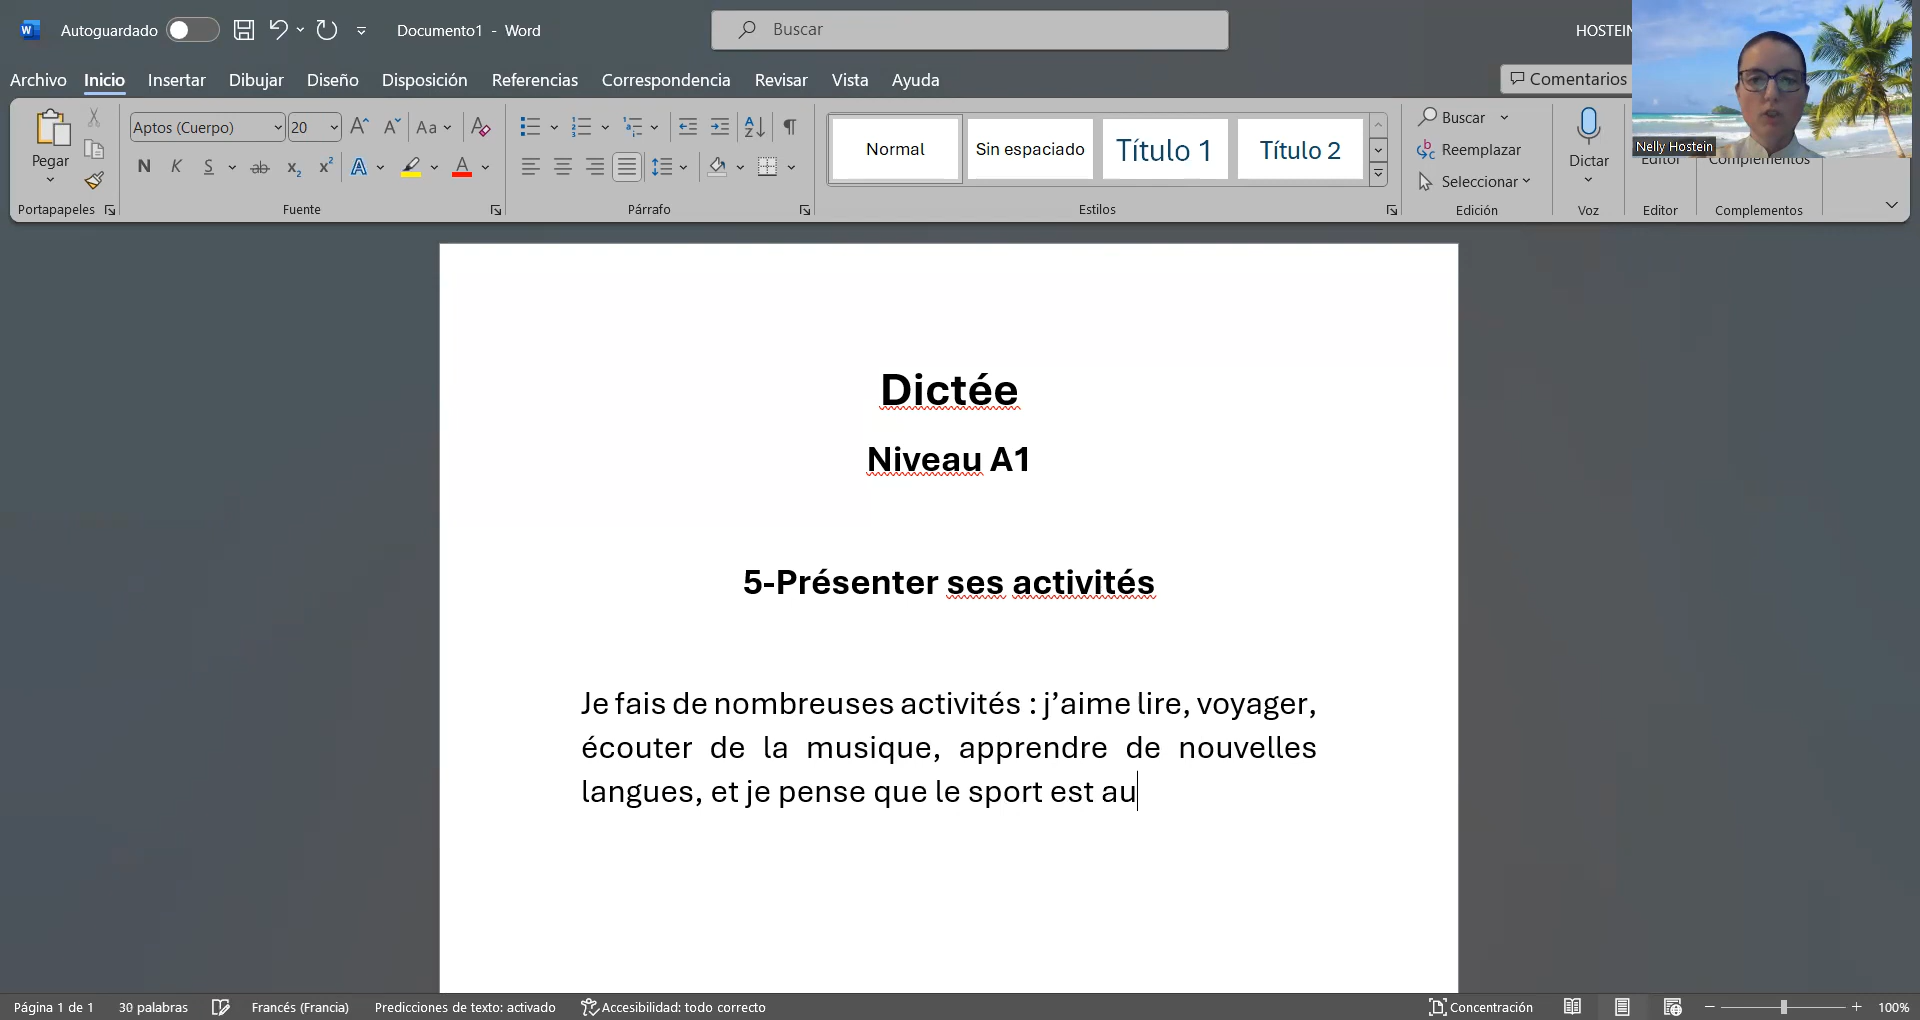 Autoguardado
Documento1 - Word
Buscar
HOSTEIN
Archivo Inicio Insertar Dibujar Diseño Disposición Referencias Correspondencia Revisar Vista Ayuda
Comentarios
Pegar
Portapapeles
Aptos (Cuerpo) 20
Fuente
Párrafo
Normal
Sin espaciado
Título 1
Título 2
Estilos
Buscar
Reemplazar
Seleccionar
Edición
Dictar
Voz
Editor
Editor
Complementos
Complementos
Nelly Hostein
Dictée
Niveau A1
5-Présenter ses activités
Je fais de nombreuses activités : j’aime lire, voyager,
écouter de la musique, apprendre de nouvelles
langues, et je pense que le sport est au
Página 1 de 1 30 palabras Francés (Francia) Predicciones de texto: activado Accesibilidad: todo correcto Concentración 100%